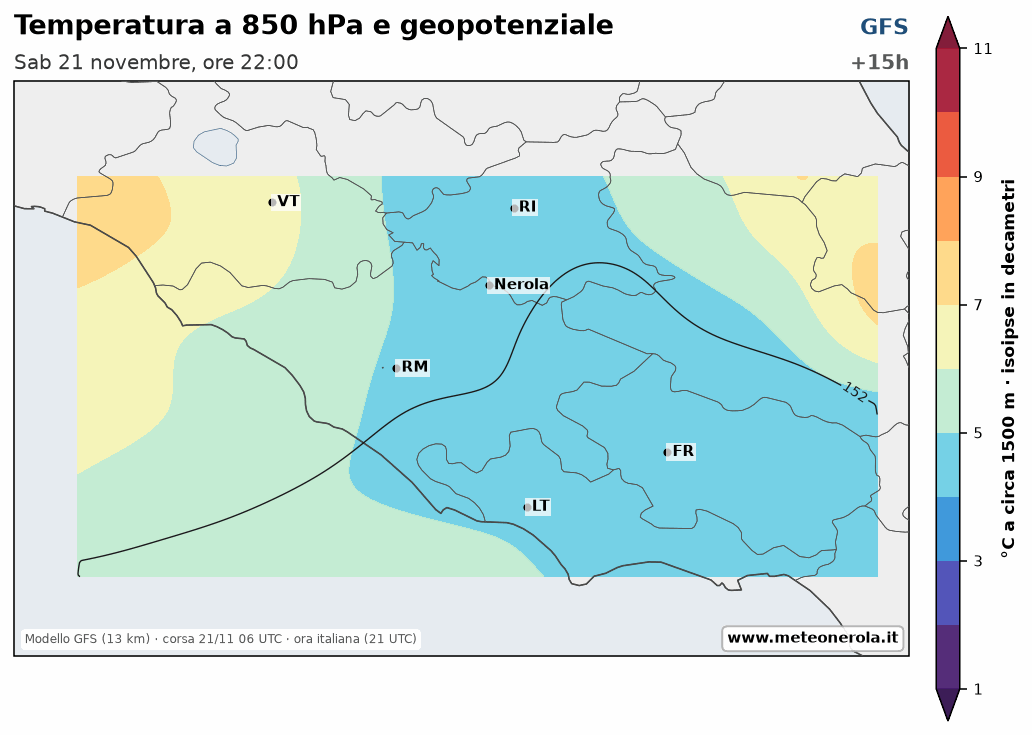 Temperatura a 850 hPa e geopotenziale
GFS
Sab 21 novembre, ore 22:00
+15h
VT
RI
Nerola
RM
152
FR
LT
Modello GFS (13 km) · corsa 21/11 06 UTC · ora italiana (21 UTC)
www.meteonerola.it
11
9
7
5
3
1
°C a circa 1500 m · isoipse in decametri